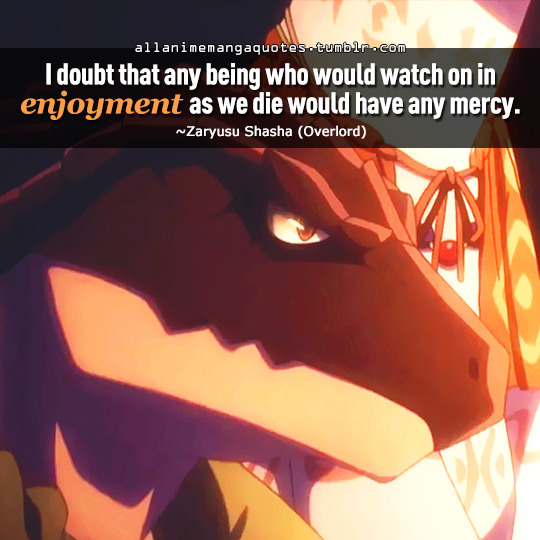 allanimemangaquotes.tumblr.com
I doubt that any being who would watch on in
enjoyment as we die would have any mercy.
~Zaryusu Shasha (Overlord)